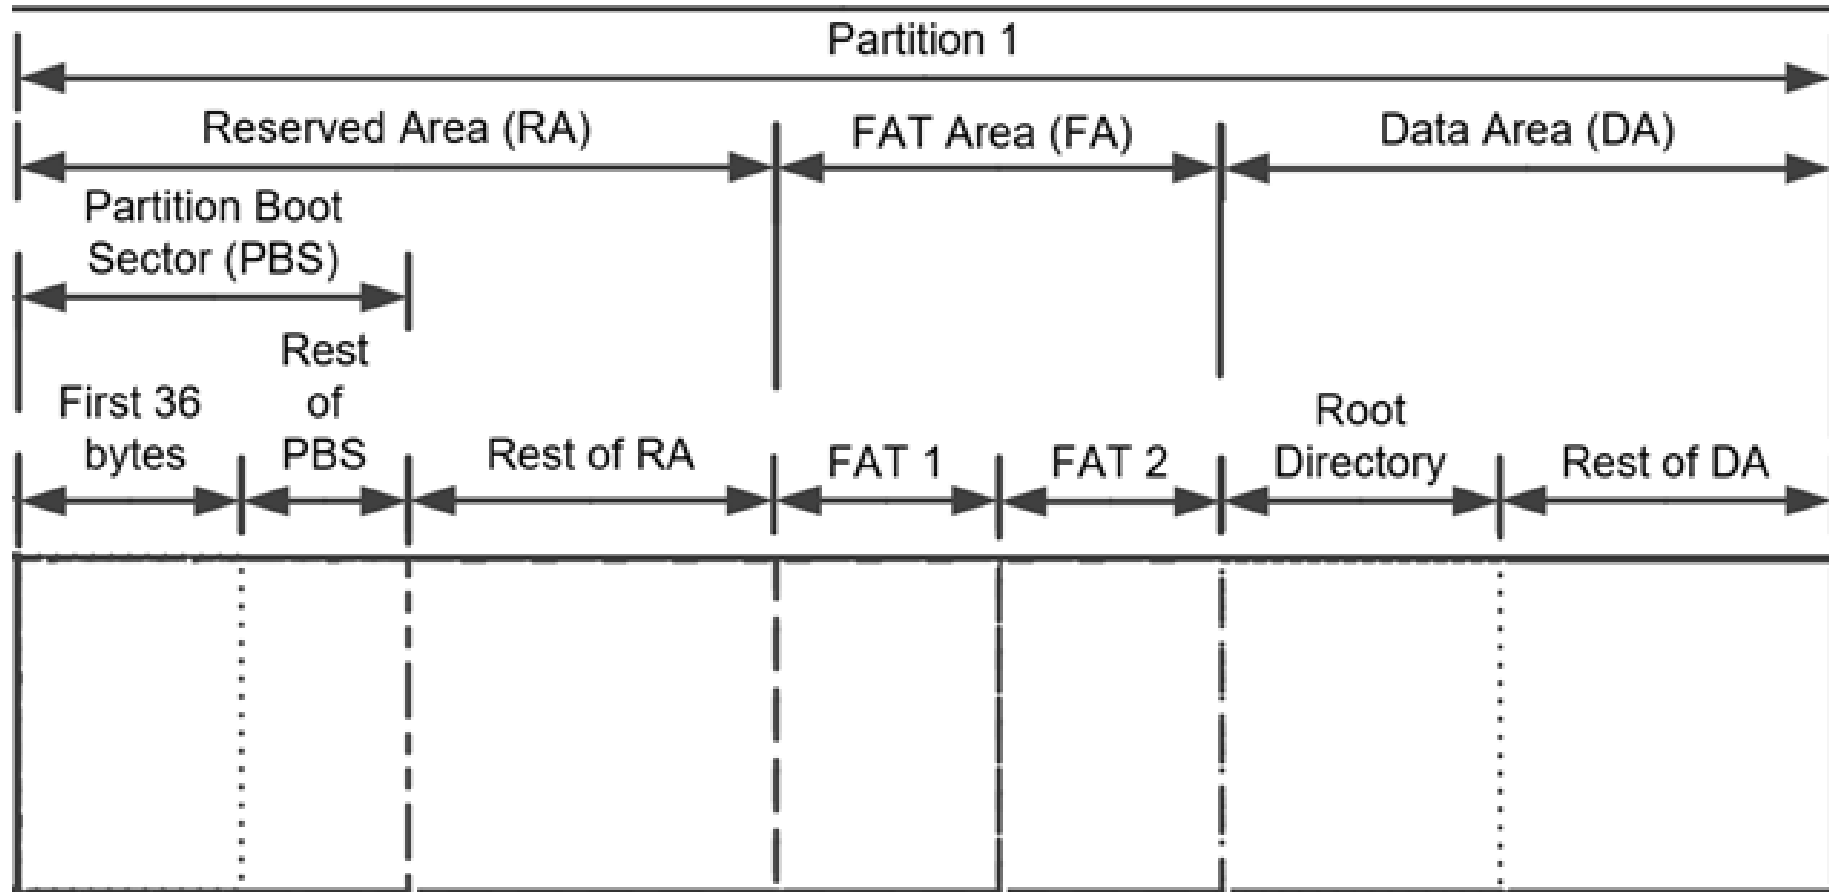 Partition 1
Reserved Area (RA)
FAT Area (FA)
Data Area (DA)
Partition Boot
Sector (PBS)
First 36
bytes
Rest
of
PBS
Rest of RA
FAT 1
FAT 2
Root
Directory
Rest of DA